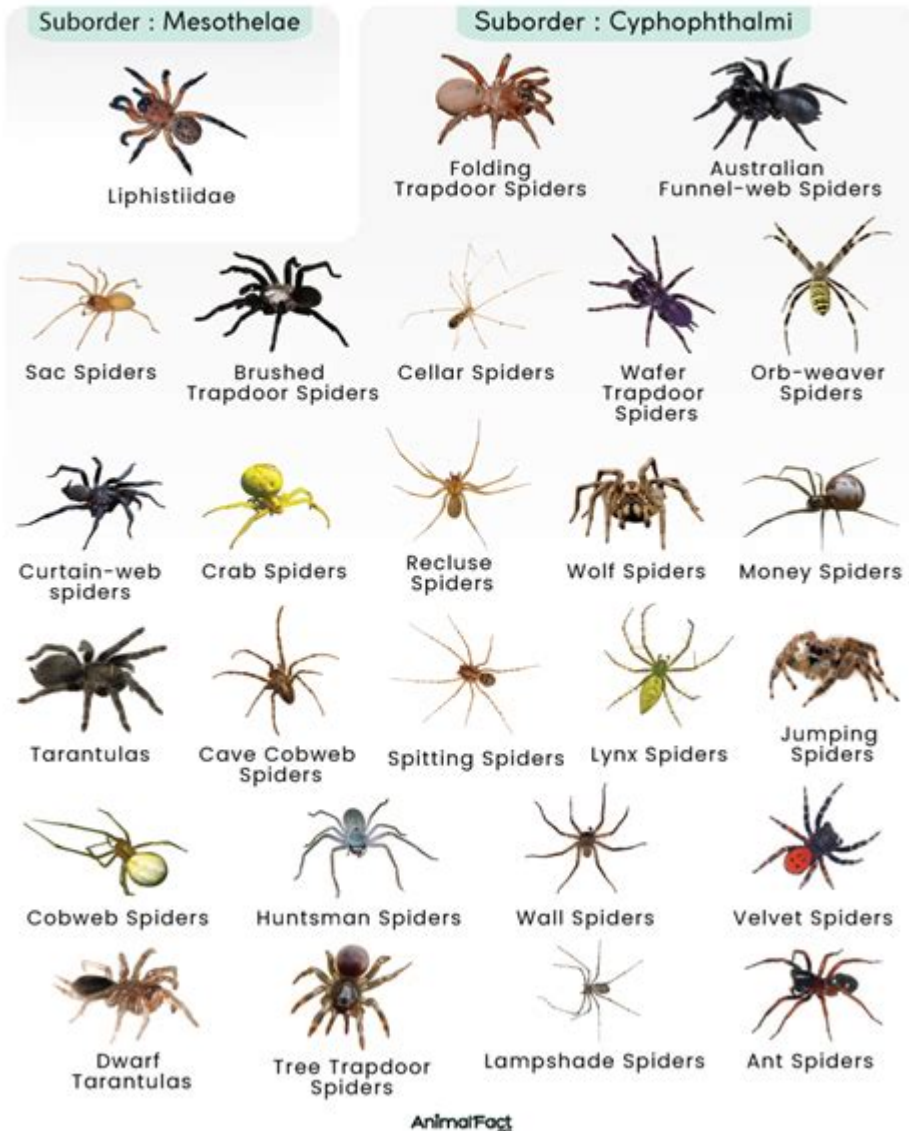 Suborder : Mesothelae
Suborder : Cyphophthalmi
Liphistiidae
Folding
Trapdoor Spiders
Australian
Funnel-web Spiders
Sac Spiders
Brushed
Trapdoor Spiders
Cellar Spiders
Wafer
Trapdoor
Spiders
Orb-weaver
Spiders
Curtain-web
spiders
Crab Spiders
Recluse
Spiders
Wolf Spiders
Money Spiders
Tarantulas
Cave Cobweb
Spiders
Spitting Spiders
Lynx Spiders
Jumping
Spiders
Cobweb Spiders
Huntsman Spiders
Wall Spiders
Velvet Spiders
Dwarf
Tarantulas
Tree Trapdoor
Spiders
Lampshade Spiders
Ant Spiders
AnimalFact